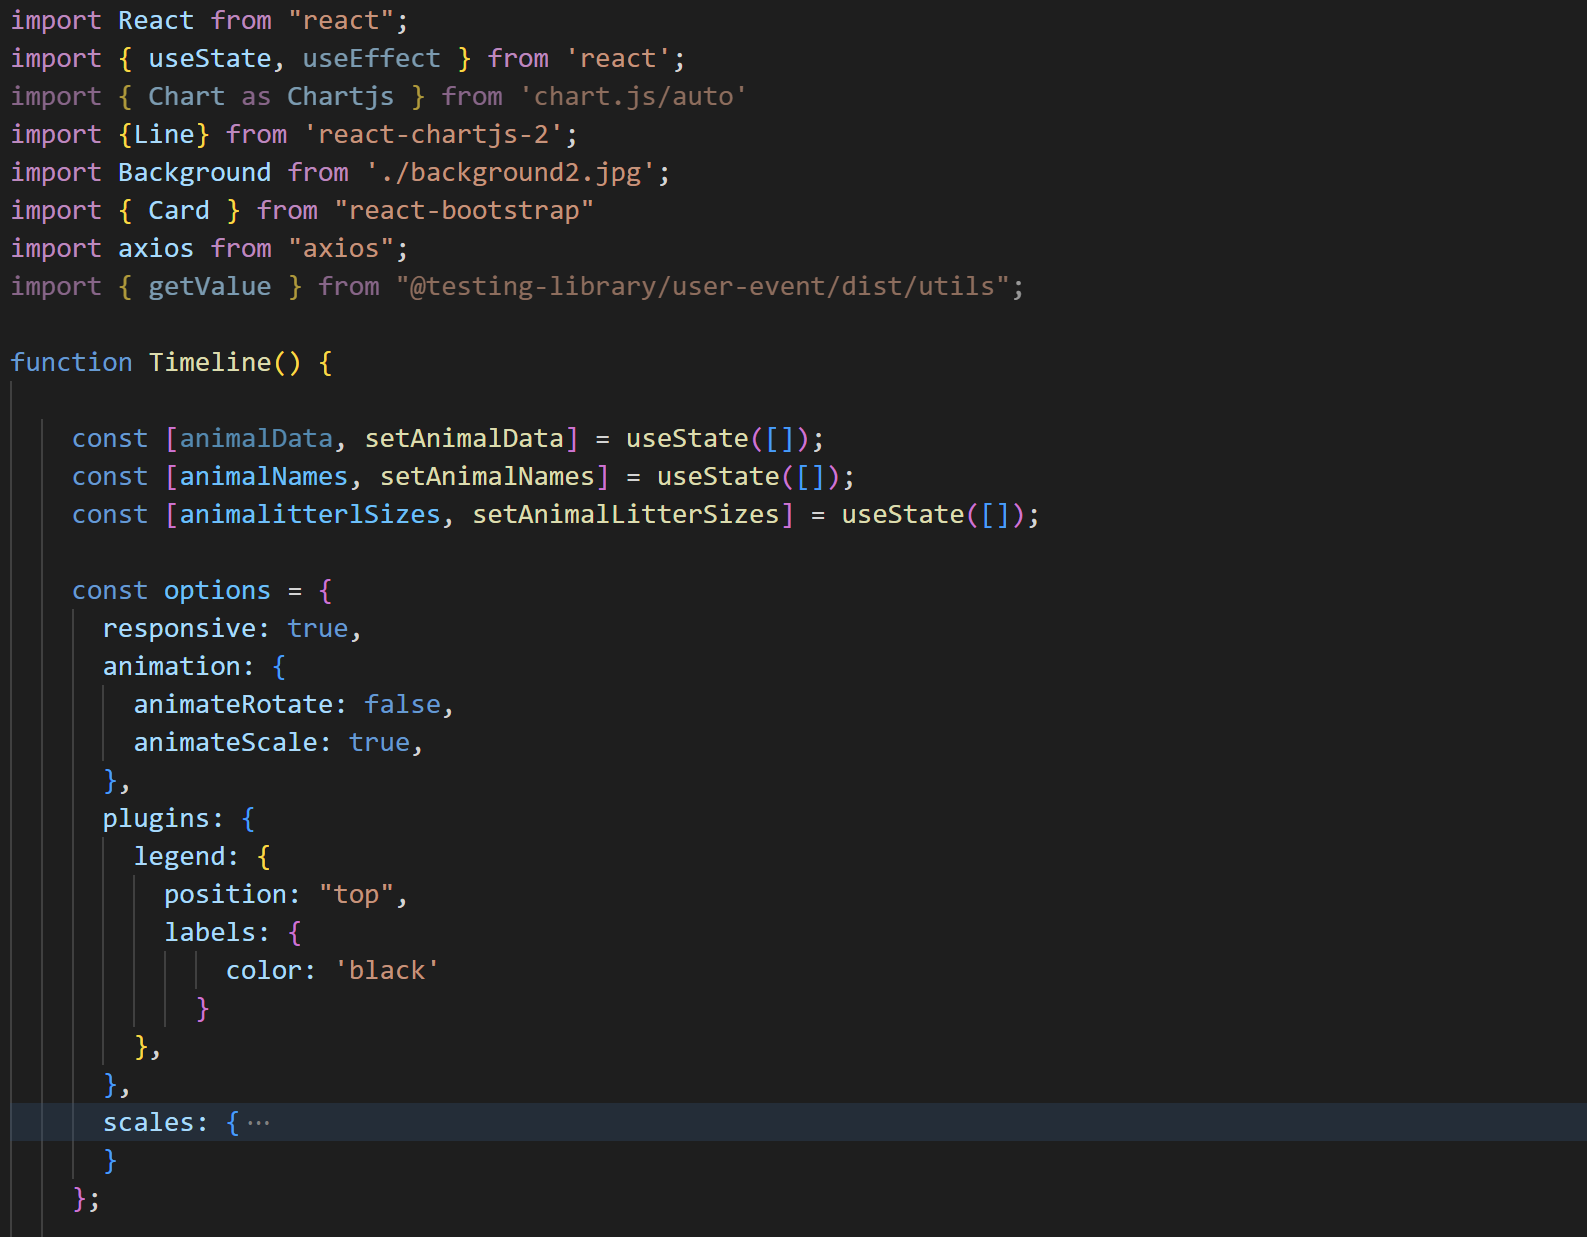 import React from "react";
import { useState, useEffect } from 'react';
import { Chart as Chartjs } from 'chart.js/auto'
import {Line} from 'react-chartjs-2';
import Background from './background2.jpg';
import { Card } from "react-bootstrap"
import axios from "axios";
import { getValue } from "@testing-library/user-event/dist/utils";
function Timeline() {
const [animalData, setAnimalData] = useState([]);
const [animalNames, setAnimalNames] = useState([]);
const [animalitterlSizes, setAnimalLitterSizes] = useState([]);
const options = {
responsive: true,
animation: {
animateRotate: false,
animateScale: true,
},
plugins: {
legend: {
position: "top",
labels: {
color: 'black'
}
},
},
scales: {···
}
};